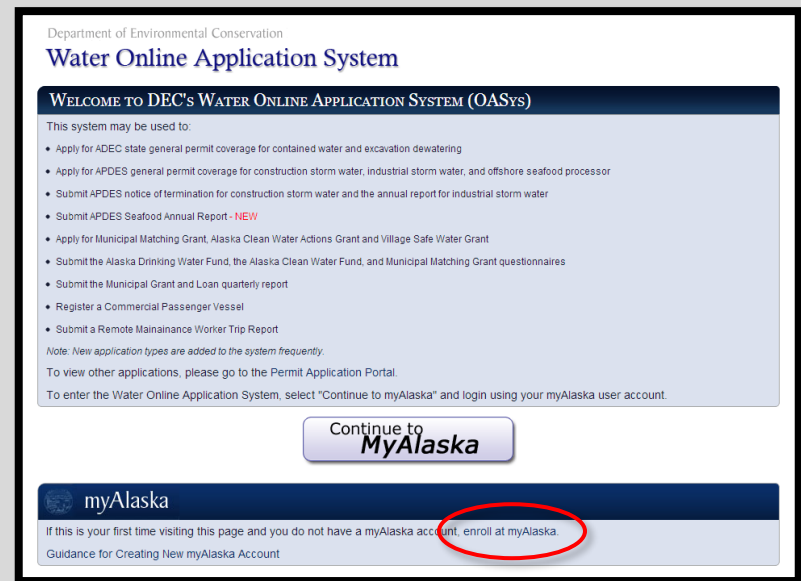 Department of Environmental Conservation
Water Online Application System
WELCOME TO DEC'S WATER ONLINE APPLICATION SYSTEM (OASYS)
This system may be used to:
• Apply for ADEC state general permit coverage for contained water and excavation dewatering
• Apply for APDES general permit coverage for construction storm water, industrial storm water, and offshore seafood processor
• Submit APDES notice of termination for construction storm water and the annual report for industrial storm water
• Submit APDES Seafood Annual Report - NEW
• Apply for Municipal Matching Grant, Alaska Clean Water Actions Grant and Village Safe Water Grant
• Submit the Alaska Drinking Water Fund, the Alaska Clean Water Fund, and Municipal Matching Grant questionnaires
• Submit the Municipal Grant and Loan quarterly report
• Register a Commercial Passenger Vessel
• Submit a Remote Mainainance Worker Trip Report
Note: New application types are added to the system frequently.
To view other applications, please go to the Permit Application Portal.
To enter the Water Online Application System, select "Continue to myAlaska" and login using your myAlaska user account.
Continue to
MyAlaska
myAlaska
If this is your first time visiting this page and you do not have a myAlaska account, enroll at myAlaska.
Guidance for Creating New myAlaska Account